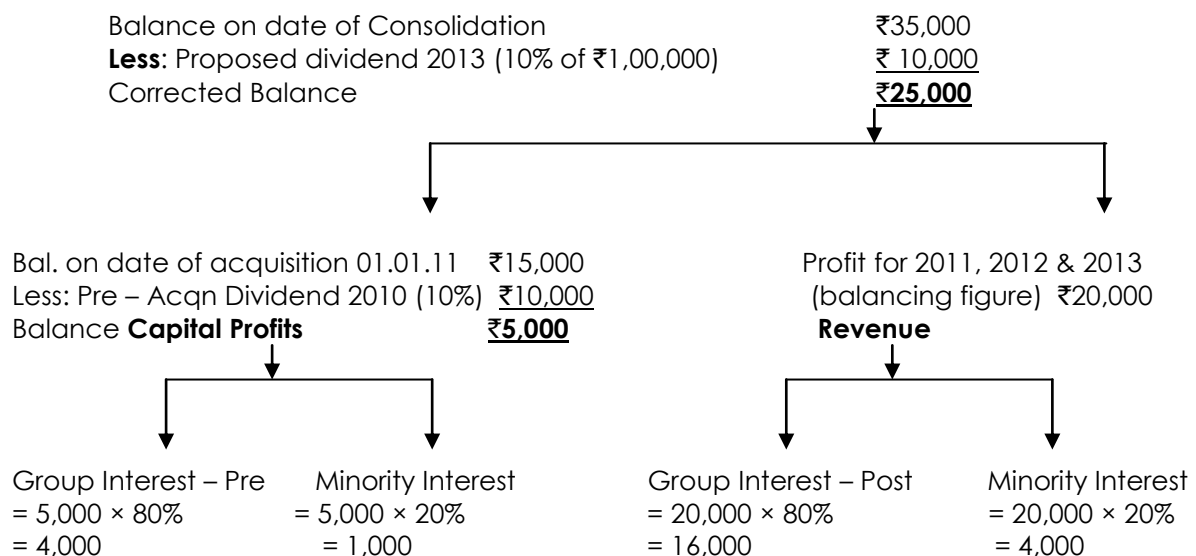 Balance on date of Consolidation ₹35,000
Less: Proposed dividend 2013 (10% of ₹1,00,000) ₹ 10,000
Corrected Balance ₹25,000
Bal. on date of acquisition 01.01.11 ₹15,000
Less: Pre – Acqn Dividend 2010 (10%) ₹10,000
Balance Capital Profits ₹5,000
Profit for 2011, 2012 & 2013
(balancing figure) ₹20,000
Revenue
Group Interest – Pre
= 5,000 × 80%
= 4,000
Minority Interest
= 5,000 × 20%
= 1,000
Group Interest – Post
= 20,000 × 80%
= 16,000
Minority Interest
= 20,000 × 20%
= 4,000